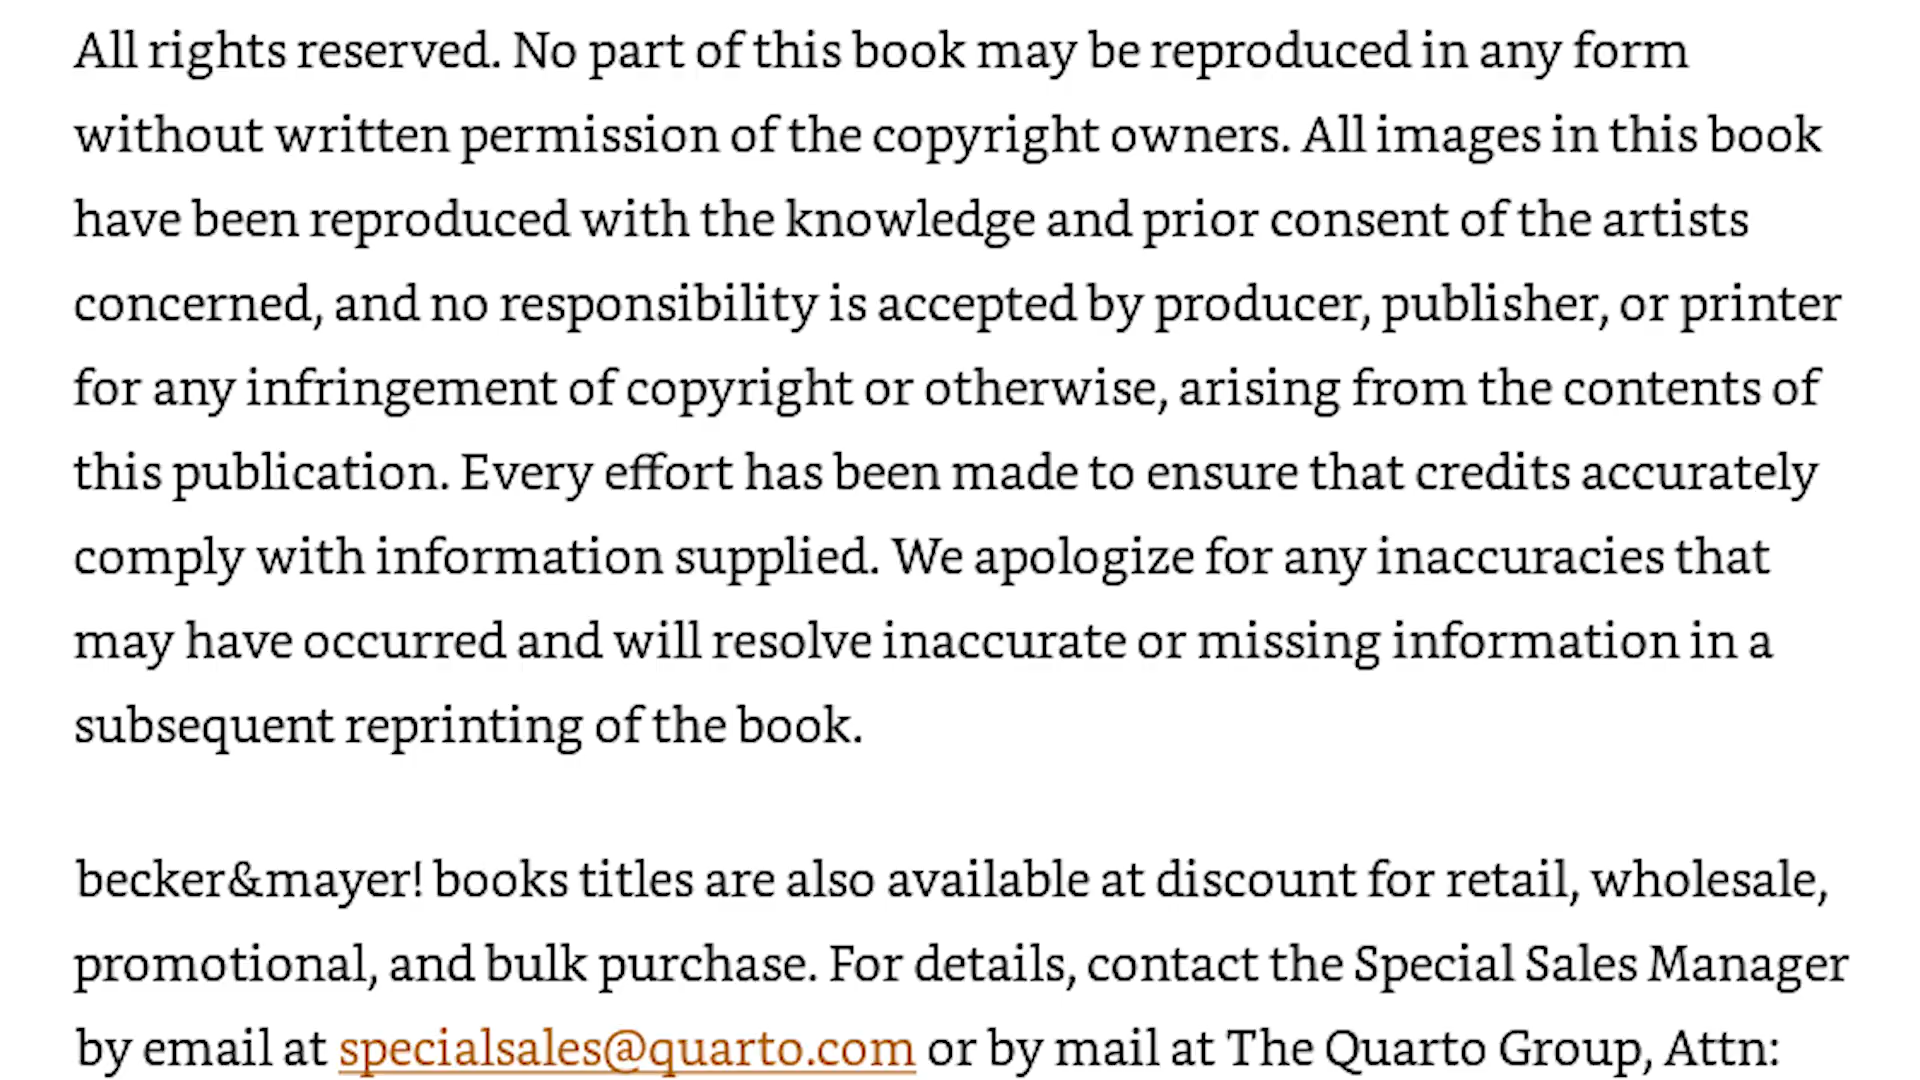 All rights reserved. No part of this book may be reproduced in any form
without written permission of the copyright owners. All images in this book
have been reproduced with the knowledge and prior consent of the artists
concerned, and no responsibility is accepted by producer, publisher, or printer
for any infringement of copyright or otherwise, arising from the contents of
this publication. Every effort has been made to ensure that credits accurately
comply with information supplied. We apologize for any inaccuracies that
may have occurred and will resolve inaccurate or missing information in a
subsequent reprinting of the book.
becker&mayer! books titles are also available at discount for retail, wholesale,
promotional, and bulk purchase. For details, contact the Special Sales Manager
by email at specialsales@quarto.com or by mail at The Quarto Group, Attn: